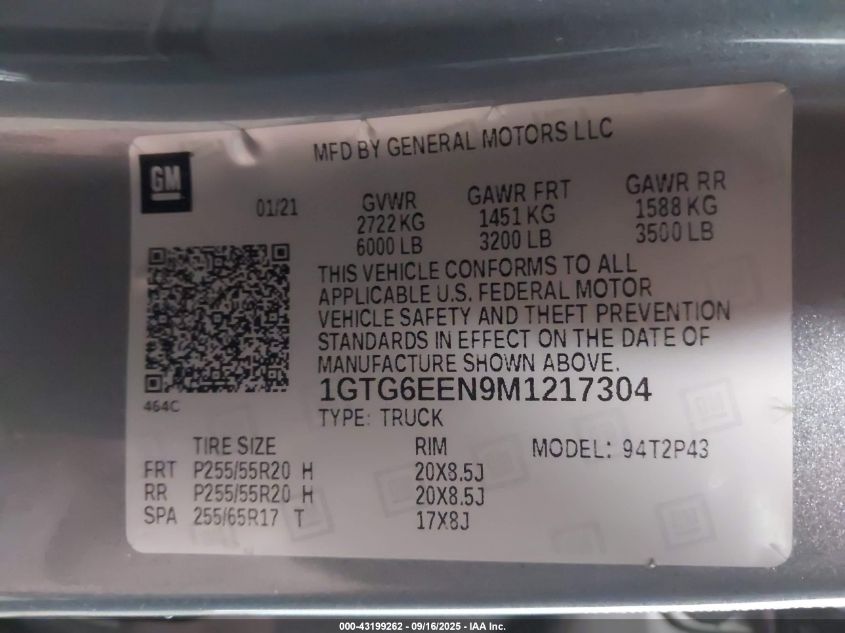 MFD BY GENERAL MOTORS LLC
GM
01/21
GVWR
2722 KG
6000 LB
GAWR FRT
1451 KG
3200 LB
GAWR RR
1588 KG
3500 LB
THIS VEHICLE CONFORMS TO ALL
APPLICABLE U.S. FEDERAL MOTOR
VEHICLE SAFETY AND THEFT PREVENTION
STANDARDS IN EFFECT ON THE DATE OF
MANUFACTURE SHOWN ABOVE.
464C
1GTG6EEN9M1217304
TYPE: TRUCK
TIRE SIZE RIM MODEL: 94T2P43
FRT P255/55R20 H 20X8.5J
RR P255/55R20 H 20X8.5J
SPA 255/65R17 T 17X8J
000-43199262 - 09/16/2025 - IAA Inc.